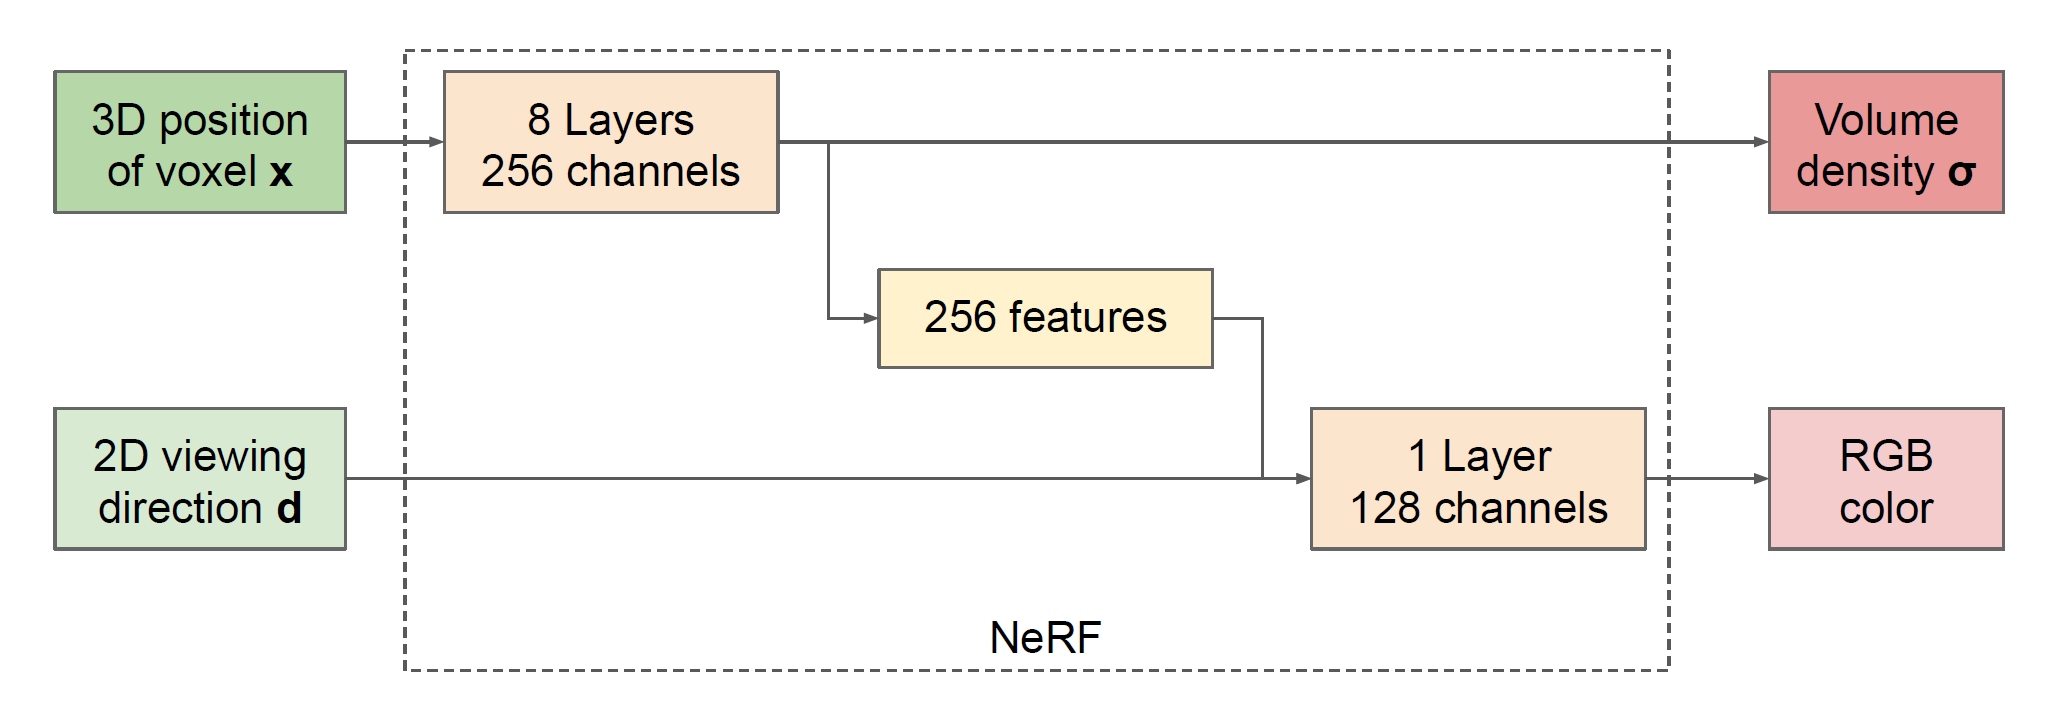 3D position
of voxel x
8 Layers
256 channels
Volume
density σ
256 features
2D viewing
direction d
1 Layer
128 channels
RGB
color
NeRF